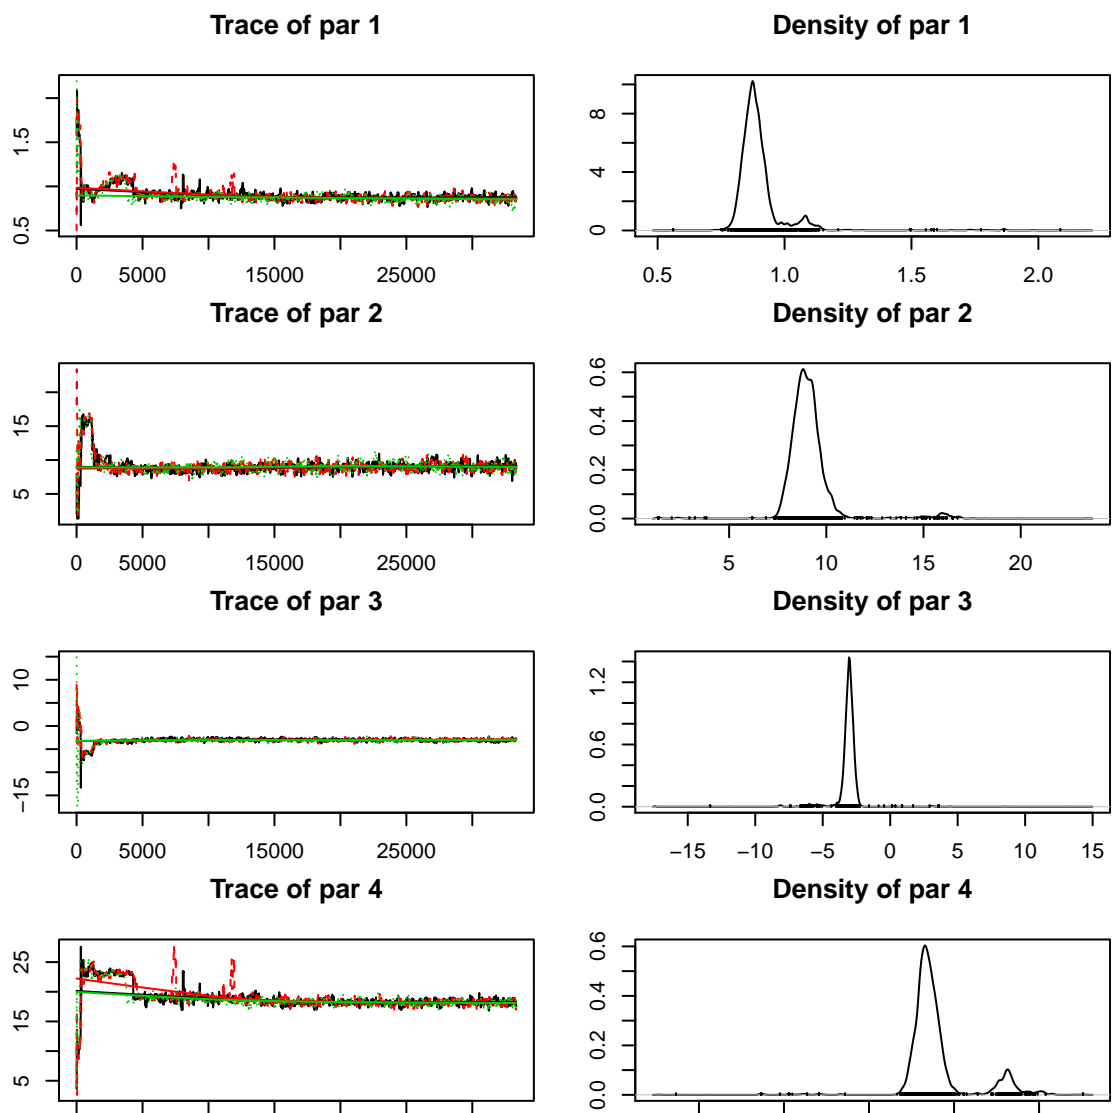 Trace of par 1
Density of par 1
0.5 1.5
0 5000 15000 25000
0 4 8
0.5 1.0 1.5 2.0
Trace of par 2
Density of par 2
5 15
0 5000 15000 25000
0.0 0.2 0.4 0.6
5 10 15 20
Trace of par 3
Density of par 3
−15 0 10
0 5000 15000 25000
0.0 0.6 1.2
−15 −10 −5 0 5 10 15
Trace of par 4
Density of par 4
5 15 25
0.0 0.2 0.4 0.6